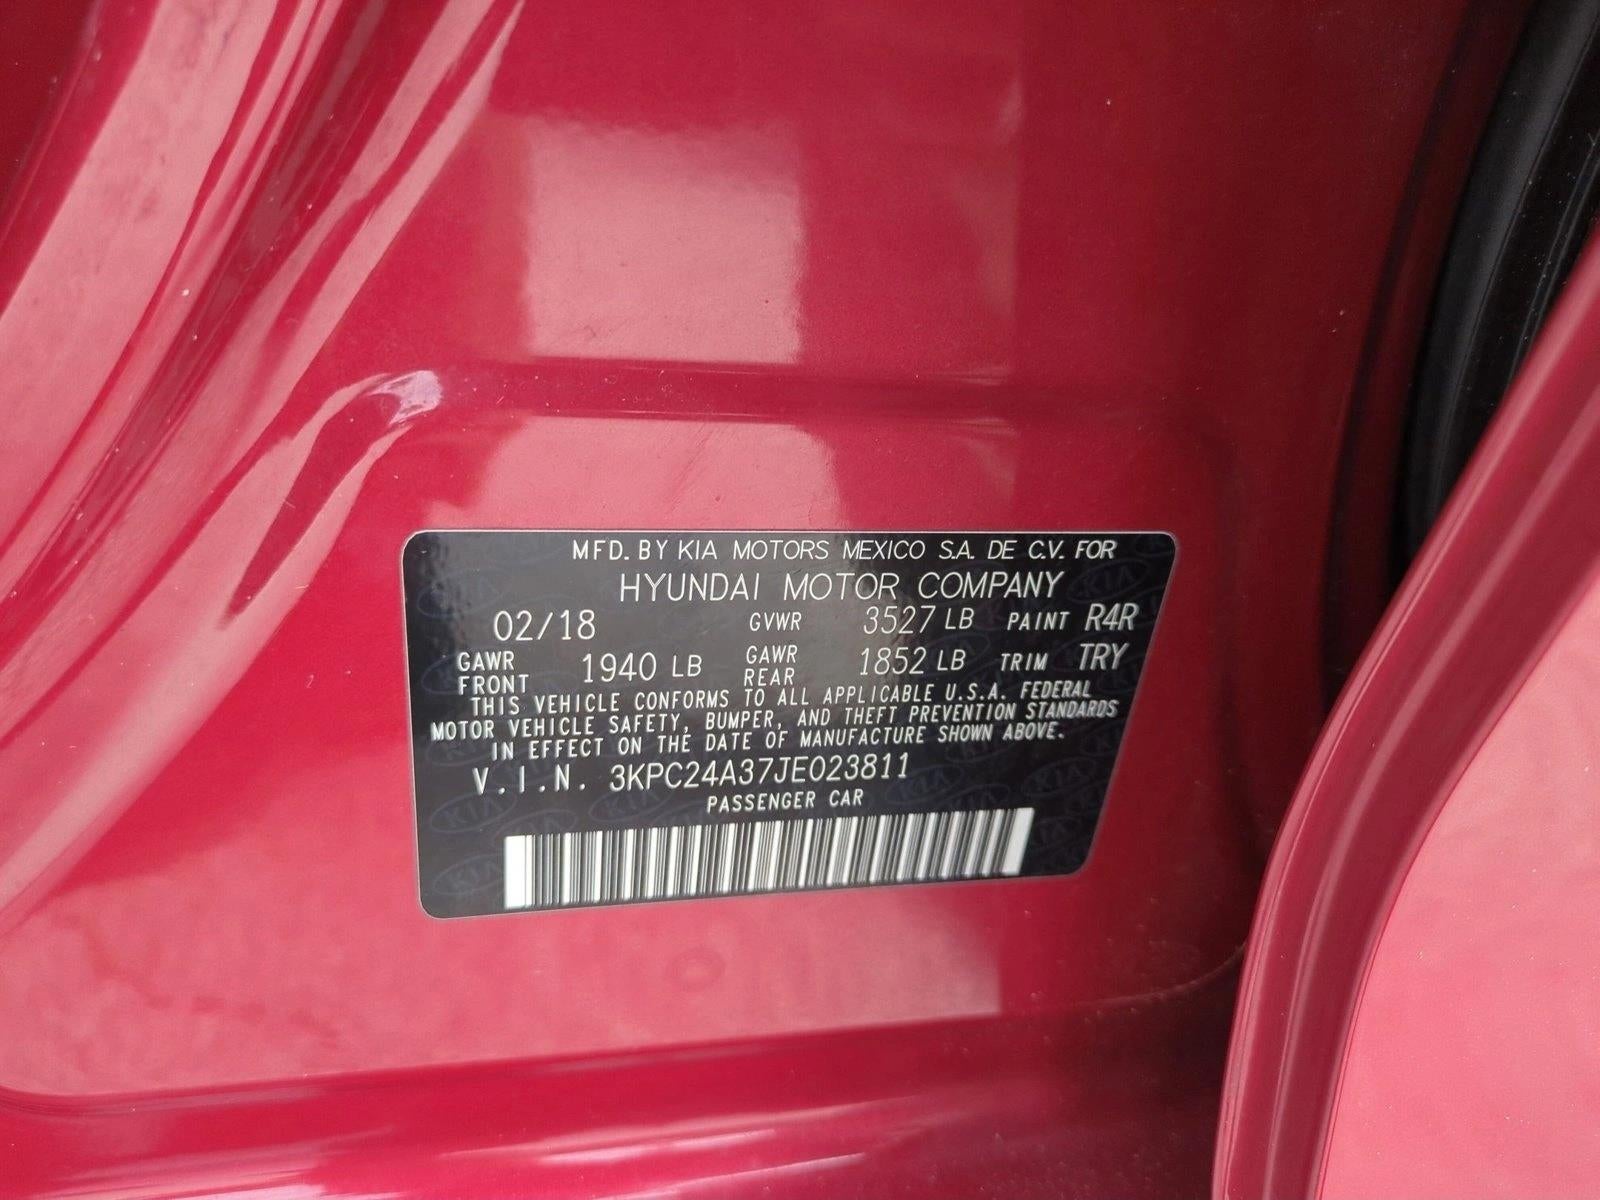 MFD. BY KIA MOTORS MEXICO S.A. DE C.V. FOR
HYUNDAI MOTOR COMPANY
02/18 GVWR 3527 LB PAINT R4R
GAWR FRONT 1940 LB GAWR REAR 1852 LB TRIM TRY
THIS VEHICLE CONFORMS TO ALL APPLICABLE U.S.A. FEDERAL
MOTOR VEHICLE SAFETY, BUMPER, AND THEFT PREVENTION STANDARDS
IN EFFECT ON THE DATE OF MANUFACTURE SHOWN ABOVE.
V.I.N. 3KPC24A37JE023811
PASSENGER CAR